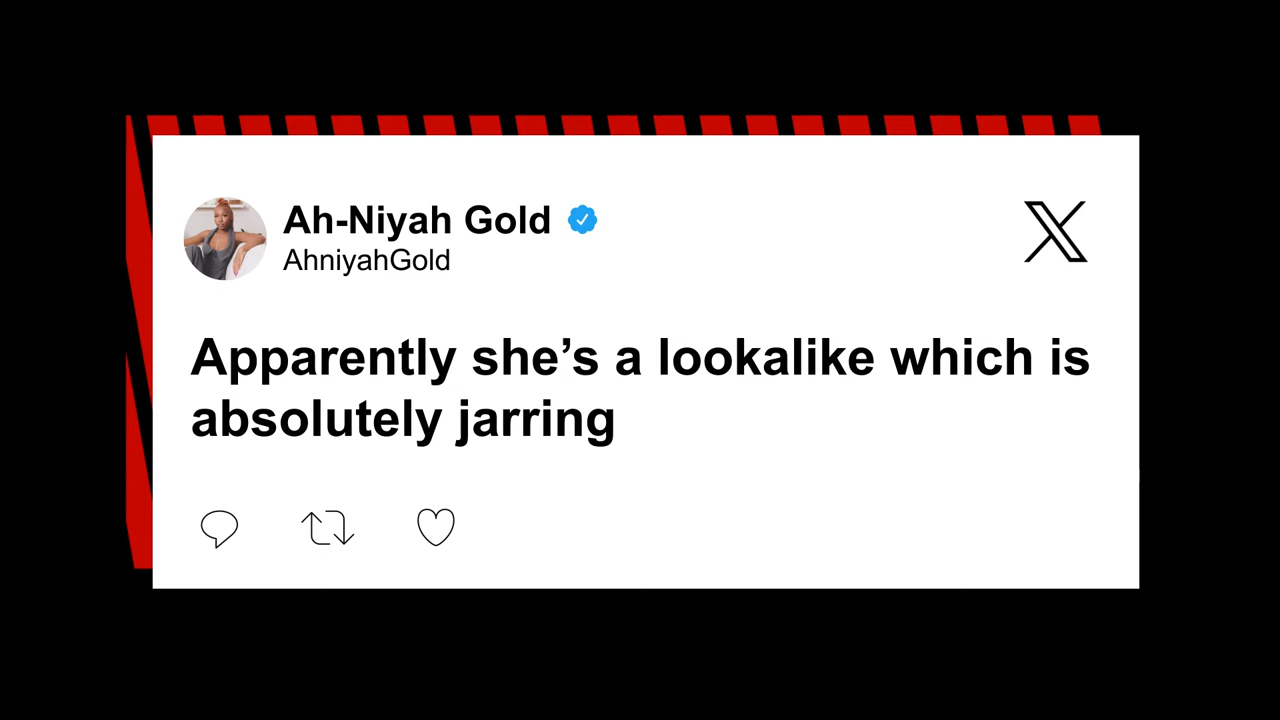 Ah-Niyah Gold
AhniyahGold
Apparently she’s a lookalike which is
absolutely jarring